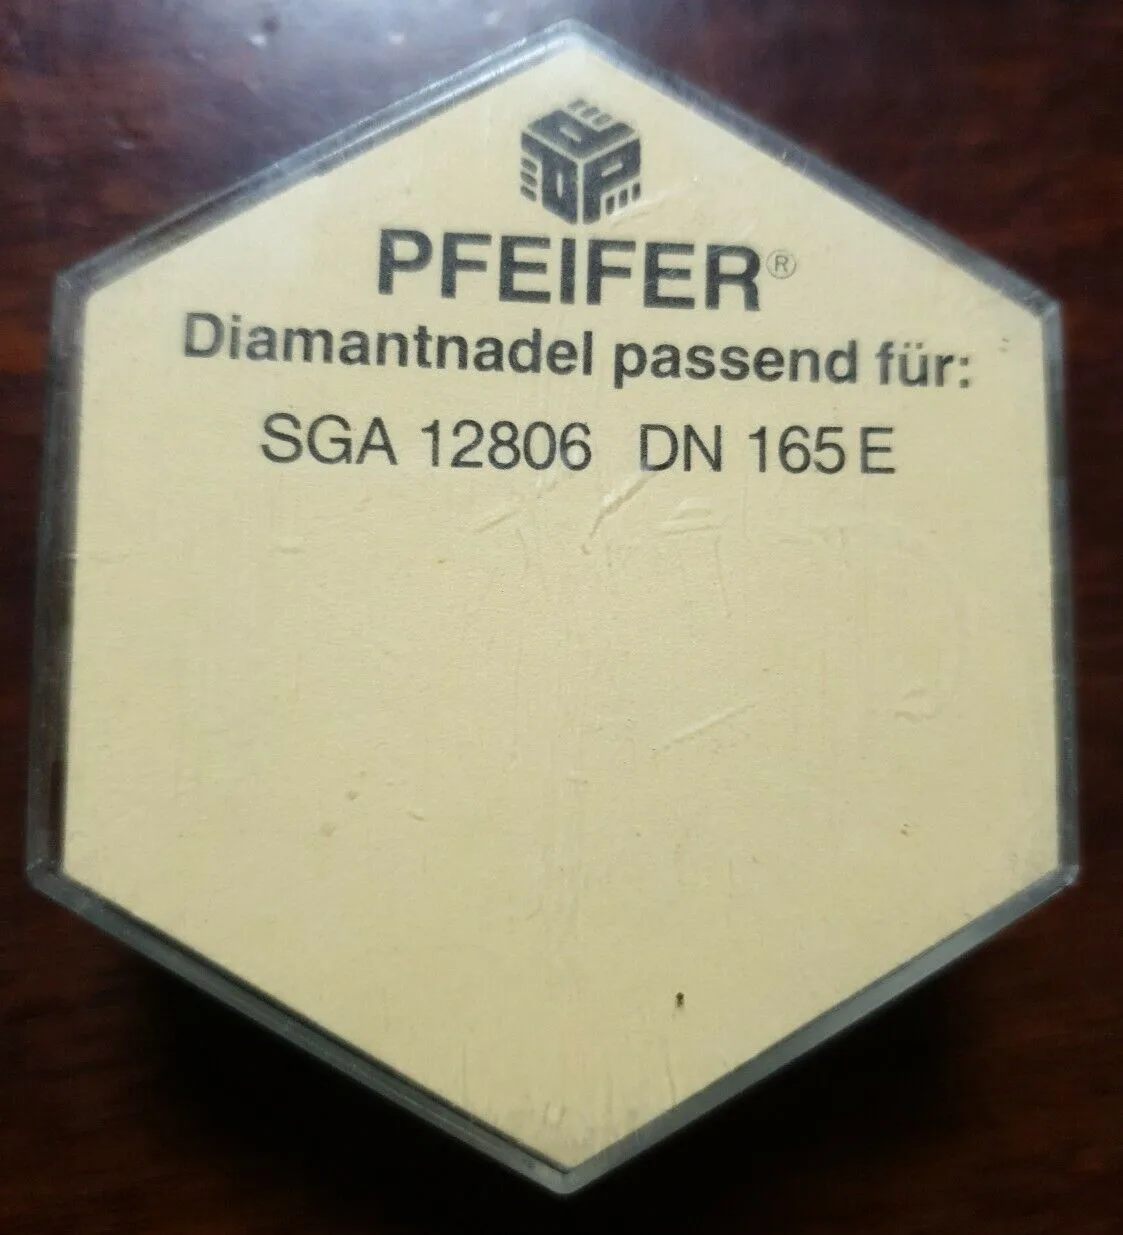 PFEIFER®
Diamantnadel passend für:
SGA 12806 DN 165 E